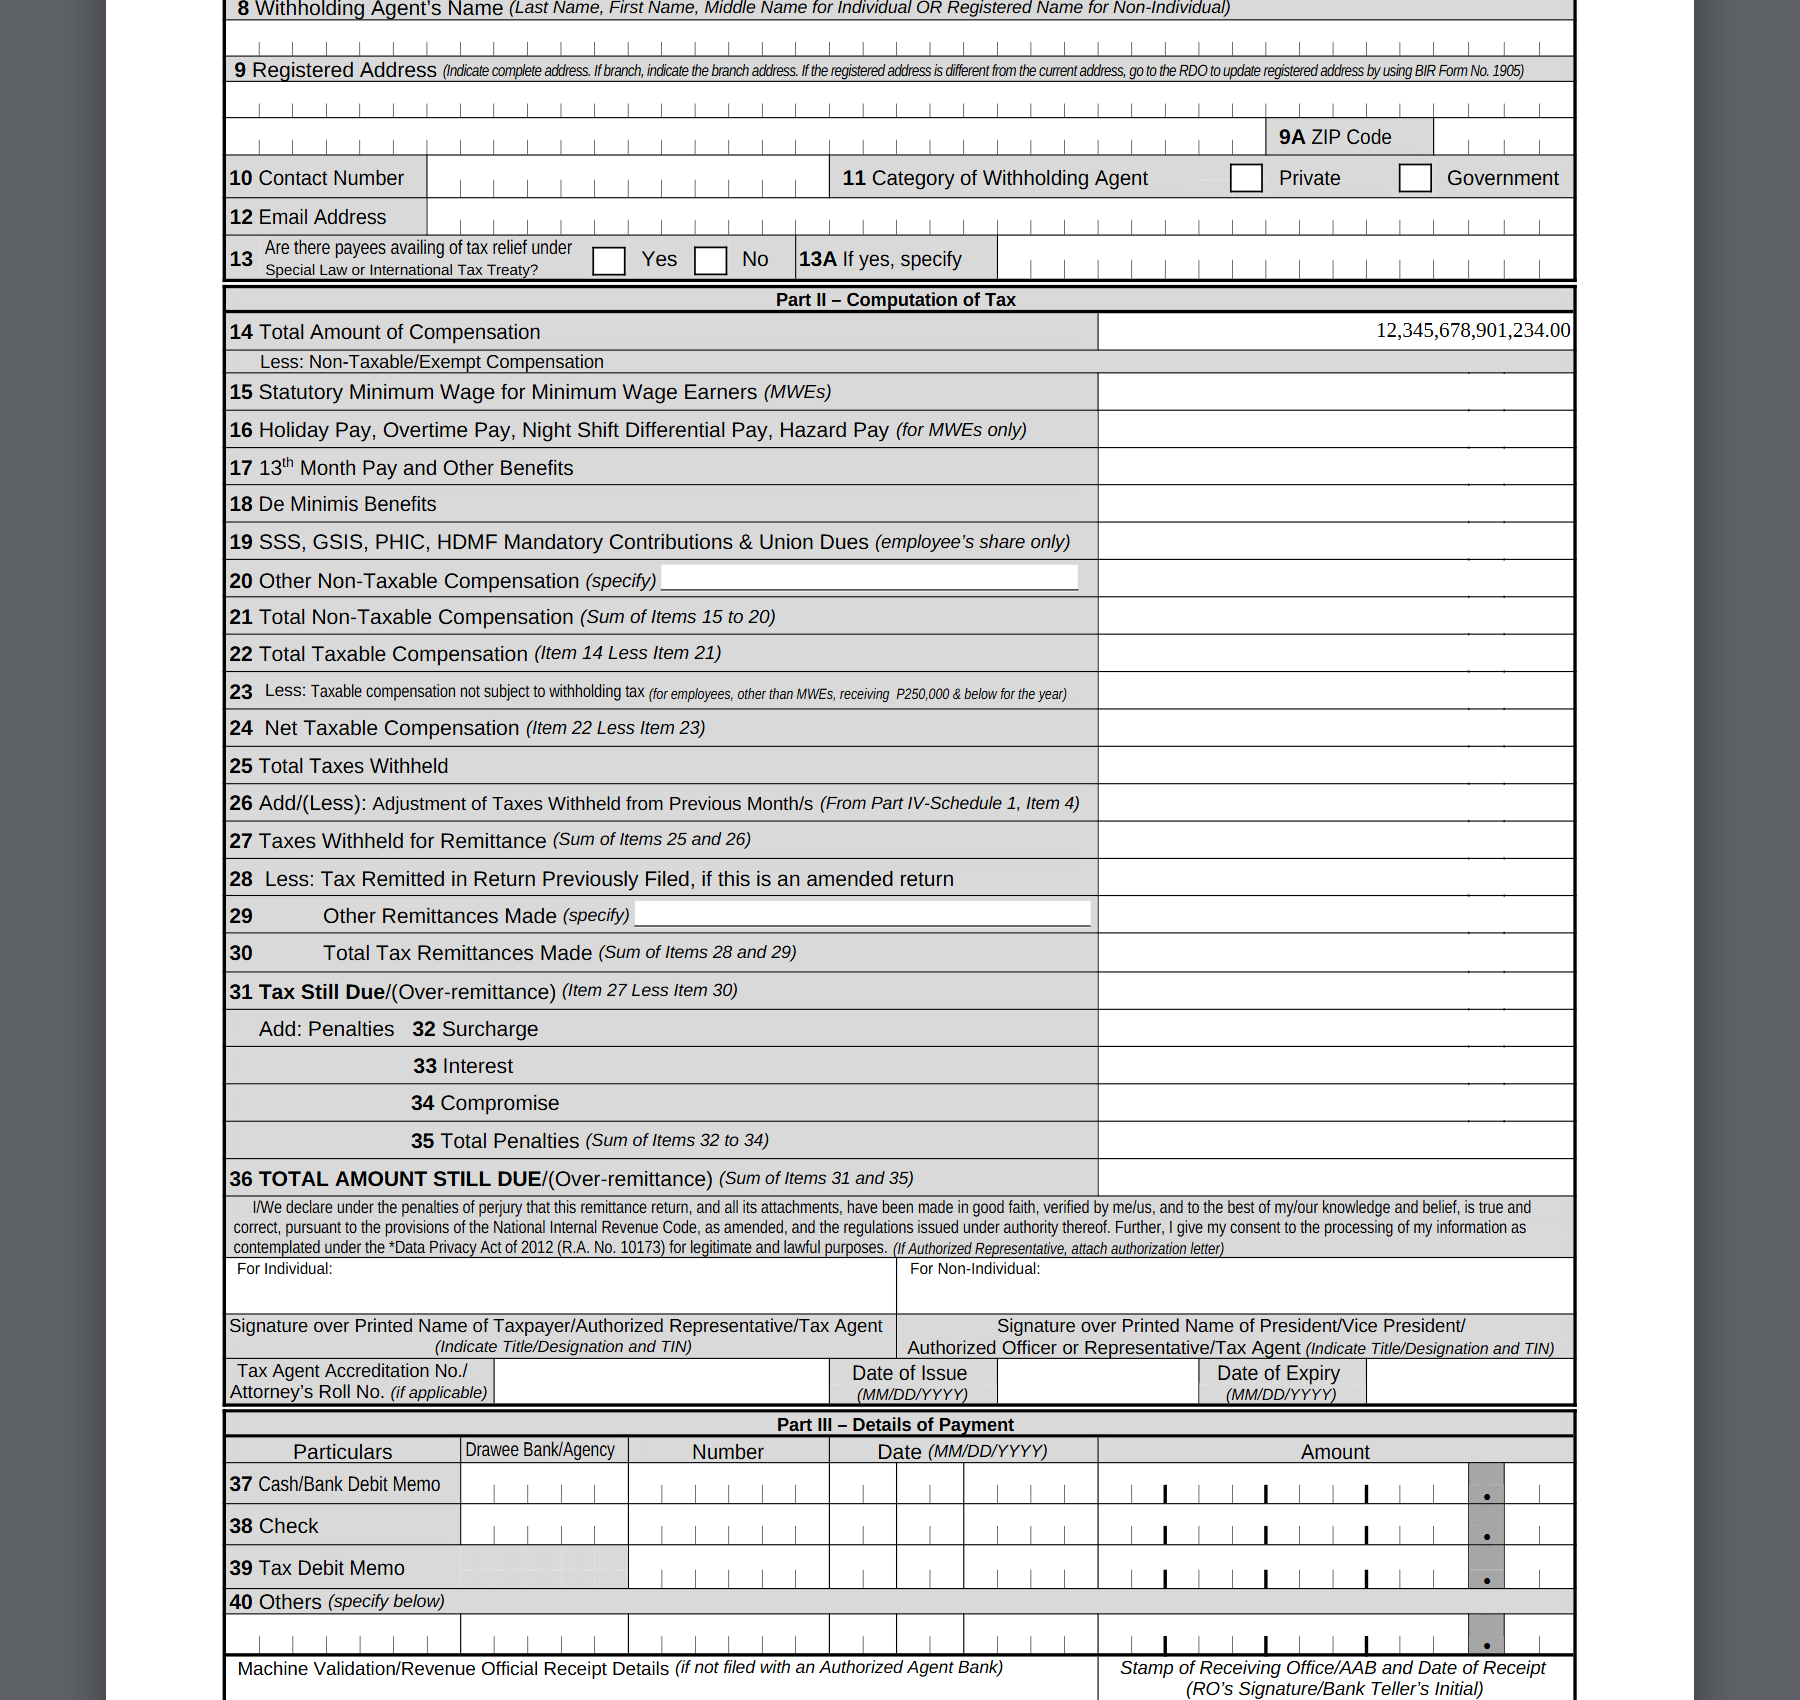 8 Withholding Agent’s Name (Last Name, First Name, Middle Name for Individual OR Registered Name for Non-Individual)
9 Registered Address (Indicate complete address. If branch, indicate the branch address. If the registered address is different from the current address, go to the RDO to update registered address by using BIR Form No. 1905)
9A ZIP Code
10 Contact Number 11 Category of Withholding Agent Private Government
12 Email Address
13 Are there payees availing of tax relief under Special Law or International Tax Treaty? Yes No 13A If yes, specify
Part II – Computation of Tax
14 Total Amount of Compensation 12,345,678,901,234.00
Less: Non-Taxable/Exempt Compensation
15 Statutory Minimum Wage for Minimum Wage Earners (MWEs)
16 Holiday Pay, Overtime Pay, Night Shift Differential Pay, Hazard Pay (for MWEs only)
17 13th Month Pay and Other Benefits
18 De Minimis Benefits
19 SSS, GSIS, PHIC, HDMF Mandatory Contributions & Union Dues (employee’s share only)
20 Other Non-Taxable Compensation (specify)
21 Total Non-Taxable Compensation (Sum of Items 15 to 20)
22 Total Taxable Compensation (Item 14 Less Item 21)
23 Less: Taxable compensation not subject to withholding tax (for employees, other than MWEs, receiving P250,000 & below for the year)
24 Net Taxable Compensation (Item 22 Less Item 23)
25 Total Taxes Withheld
26 Add/(Less): Adjustment of Taxes Withheld from Previous Month/s (From Part IV-Schedule 1, Item 4)
27 Taxes Withheld for Remittance (Sum of Items 25 and 26)
28 Less: Tax Remitted in Return Previously Filed, if this is an amended return
29 Other Remittances Made (specify)
30 Total Tax Remittances Made (Sum of Items 28 and 29)
31 Tax Still Due/(Over-remittance) (Item 27 Less Item 30)
Add: Penalties 32 Surcharge
33 Interest
34 Compromise
35 Total Penalties (Sum of Items 32 to 34)
36 TOTAL AMOUNT STILL DUE/(Over-remittance) (Sum of Items 31 and 35)
I/We declare under the penalties of perjury that this remittance return, and all its attachments, have been made in good faith, verified by me/us, and to the best of my/our knowledge and belief, is true and
correct, pursuant to the provisions of the National Internal Revenue Code, as amended, and the regulations issued under authority thereof. Further, I give my consent to the processing of my information as
contemplated under the *Data Privacy Act of 2012 (R.A. No. 10173) for legitimate and lawful purposes. (If Authorized Representative, attach authorization letter)
For Individual:
For Non-Individual:
Signature over Printed Name of Taxpayer/Authorized Representative/Tax Agent
(Indicate Title/Designation and TIN)
Signature over Printed Name of President/Vice President/
Authorized Officer or Representative/Tax Agent (Indicate Title/Designation and TIN)
Tax Agent Accreditation No./
Attorney’s Roll No. (if applicable)
Date of Issue
(MM/DD/YYYY)
Date of Expiry
(MM/DD/YYYY)
Part III – Details of Payment
Particulars Drawee Bank/Agency Number Date (MM/DD/YYYY) Amount
37 Cash/Bank Debit Memo
38 Check
39 Tax Debit Memo
40 Others (specify below)
Machine Validation/Revenue Official Receipt Details (if not filed with an Authorized Agent Bank)
Stamp of Receiving Office/AAB and Date of Receipt
(RO’s Signature/Bank Teller’s Initial)